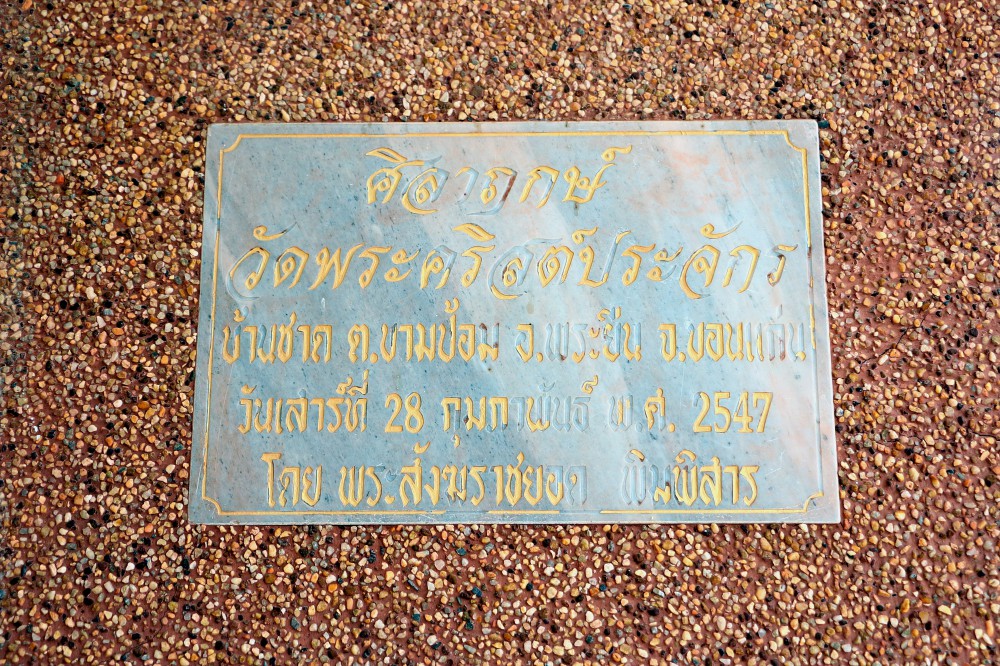 ศิลาฤกษ์
วัดพระคริสต์ประจักร
บ้านชาด ต.ขามป้อม อ.พระยืน จ.ขอนแก่น
วันเสาร์ที่ 28 กุมภาพันธ์ พ.ศ. 2547
โดย พระสังฆราชยอด พิมพิสาร